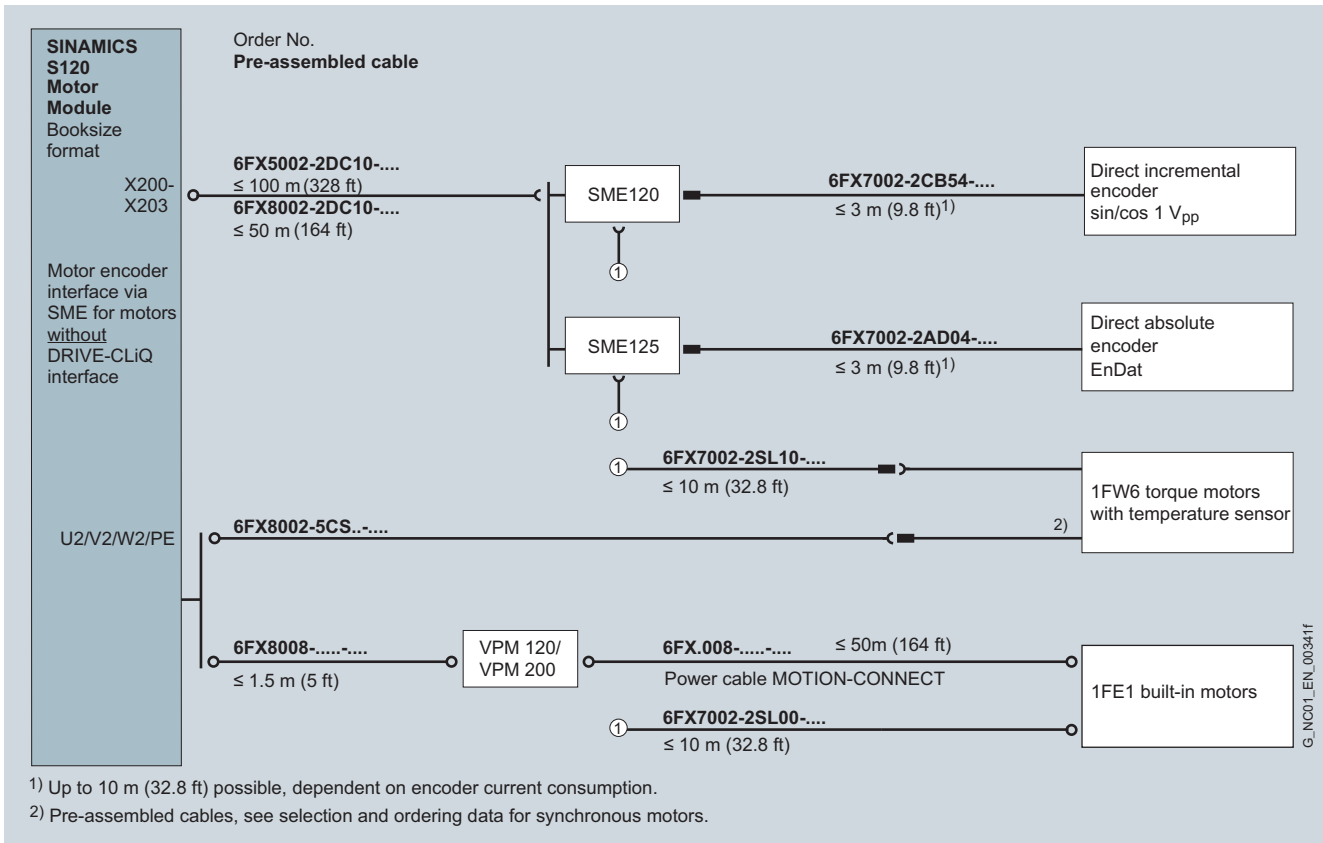 SINAMICS
S120
Motor
Module
Booksize
format
Order No.
Pre-assembled cable
X200-
X203
6FX5002-2DC10-....
≤ 100 m (328 ft)
6FX8002-2DC10-....
≤ 50 m (164 ft)
SME120
6FX7002-2CB54-....
≤ 3 m (9.8 ft)1)
Direct incremental
encoder
sin/cos 1 Vpp
1
Motor encoder
interface via
SME for motors
without
DRIVE-CLiQ
interface
SME125
6FX7002-2AD04-....
≤ 3 m (9.8 ft)1)
Direct absolute
encoder
EnDat
1
1
6FX7002-2SL10-....
≤ 10 m (32.8 ft)
1FW6 torque motors
with temperature sensor
U2/V2/W2/PE
6FX8002-5CS..-....
2)
6FX8008-.....-....
≤ 1.5 m (5 ft)
VPM 120/
VPM 200
6FX.008-.....-.... ≤ 50m (164 ft)
Power cable MOTION-CONNECT
1
6FX7002-2SL00-....
≤ 10 m (32.8 ft)
1FE1 built-in motors
G_NC01_EN_00341f
1) Up to 10 m (32.8 ft) possible, dependent on encoder current consumption.
2) Pre-assembled cables, see selection and ordering data for synchronous motors.